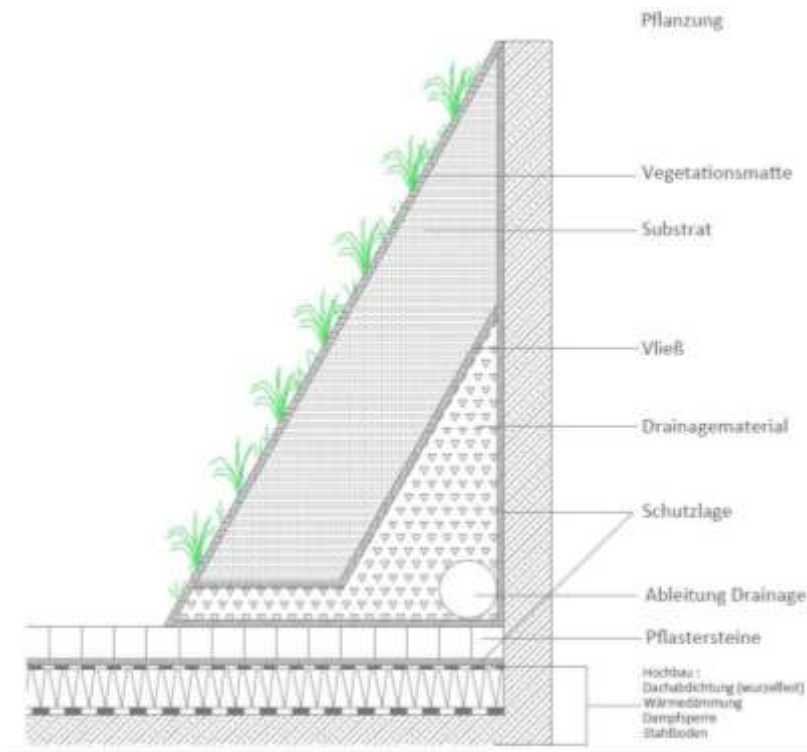 Pflanzung
Vegetationsmatte
Substrat
Vließ
Drainagematerial
Schutzlage
Ableitung Drainage
Pflastersteine
Hochbau :
Dachabdichtung (wurzelfest)
Wärmedämmung
Dampfsperre
Stahlboden